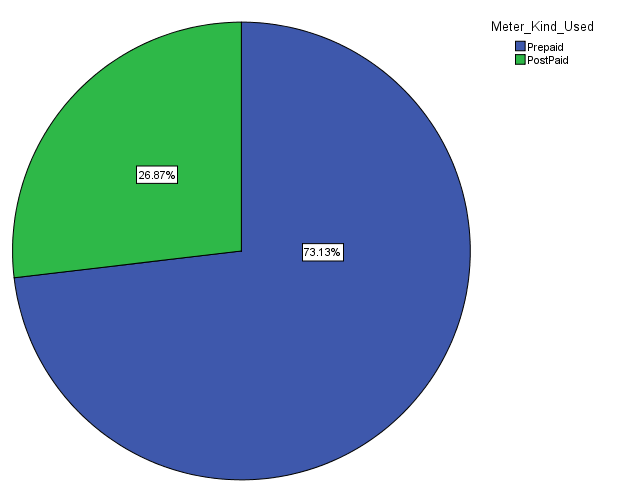 Meter_Kind_Used
Prepaid
PostPaid
26.87%
73.13%